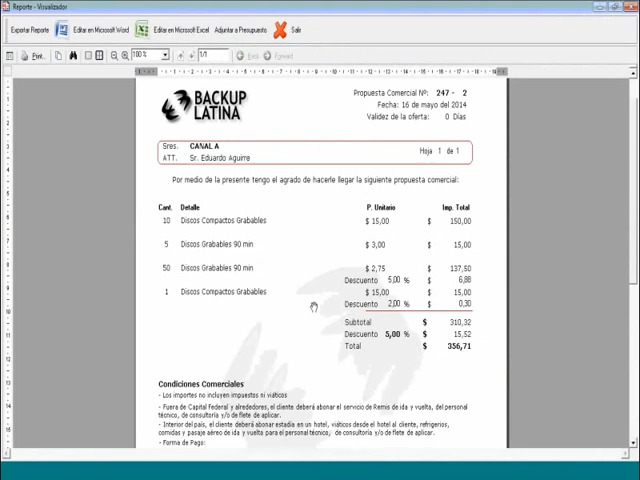 Reporte - Visualizador
Exportar Reporte Editar en Microsoft Word Editar en Microsoft Excel Adjuntar a Presupuesto Salir
Print... 100 % 1/1 Back Forward
BACKUP
LATINA
Propuesta Comercial Nº: 247 - 2
Fecha: 16 de mayo del 2014
Validez de la oferta: 0 Días
Sres. CANAL A
ATT. Sr. Eduardo Aguirre
Hoja 1 de 1
Por medio de la presente tengo el agrado de hacerle llegar la siguiente propuesta comercial:
Cant. Detalle P. Unitario Imp. Total
10 Discos Compactos Grabables $ 15,00 $ 150,00
5 Discos Grabables 90 min $ 3,00 $ 15,00
50 Discos Grabables 90 min $ 2,75 $ 137,50
Descuento 5,00 % $ 6,88
1 Discos Compactos Grabables $ 15,00 $ 15,00
Descuento 2,00 % $ 0,30
Subtotal $ 310,32
Descuento 5,00 % $ 15,52
Total $ 356,71
Condiciones Comerciales
- Los importes no incluyen impuestos ni viáticos
- Fuera de Capital Federal y alrededores, el cliente deberá abonar el servicio de Remis de ida y vuelta, del personal
técnico, de consultoría y/o de flete de aplicar.
- Interior del país, el cliente deberá abonar estadía en un hotel, viáticos desde el hotel al cliente, refrigerios,
comidas y pasaje aéreo de ida y vuelta para el personal técnico, de consultoría y/o de flete de aplicar.
- Forma de Pago: